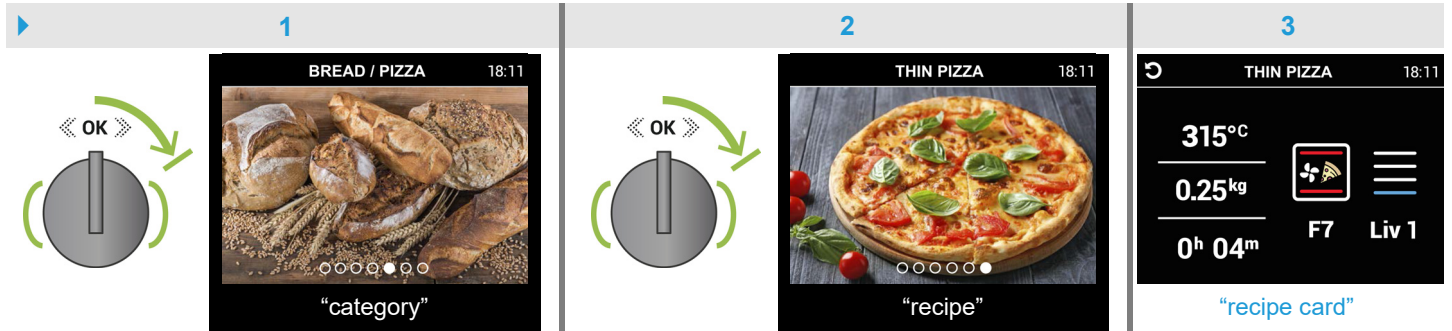 1
2
3
OK
BREAD / PIZZA 18:11
“category”
OK
THIN PIZZA 18:11
“recipe”
THIN PIZZA 18:11
315°C
0.25kg
0h 04m
F7 Liv 1
“recipe card”